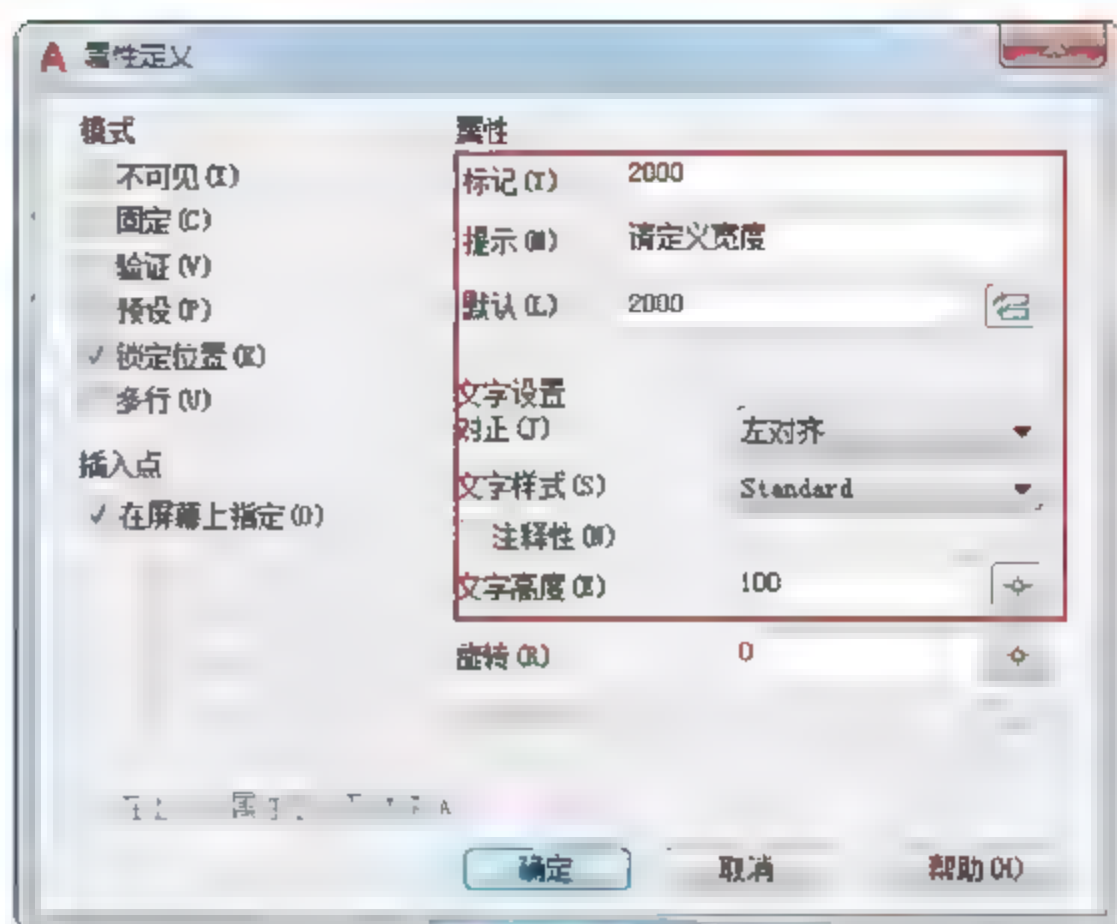 A 属性定义
模式
不可见(I)
固定(C)
验证(V)
预设(P)
锁定位置(K)
多行(U)
插入点
在屏幕上指定(O)
属性
标记(T) 2000
提示(M) 请定义宽度
默认(L) 2000
文字设置
对正(J) 左对齐
文字样式(S) Standard
注释性(N)
文字高度(E) 100
旋转(R) 0
确定 取消 帮助(H)